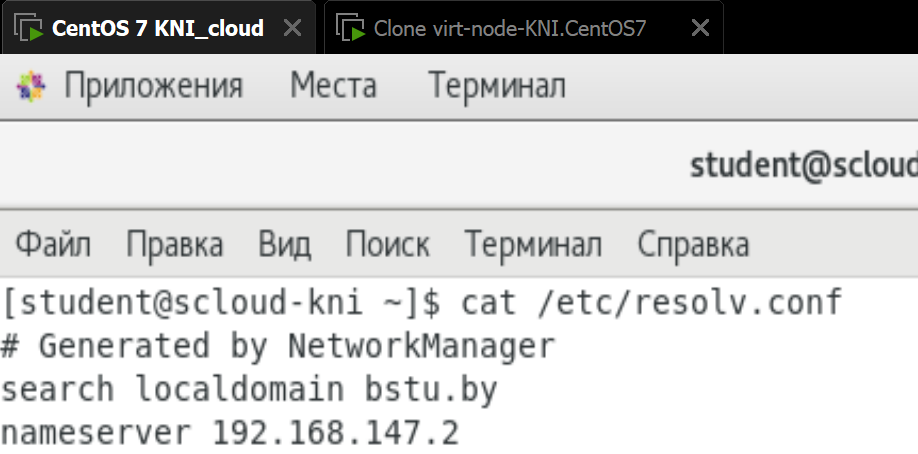 CentOS 7 KNI_cloud Clone virt-node-KNI.CentOS7
Приложения Места Терминал
student@scloud
Файл Правка Вид Поиск Терминал Справка
[student@scloud-kni ~]$ cat /etc/resolv.conf
# Generated by NetworkManager
search localdomain bstu.by
nameserver 192.168.147.2